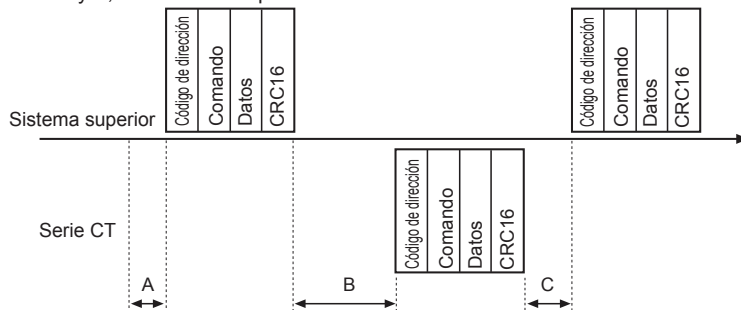 Código de dirección
Comando
Datos
CRC16
Código de dirección
Comando
Datos
CRC16
Sistema superior
Código de dirección
Comando
Datos
CRC16
Serie CT
A
B
C